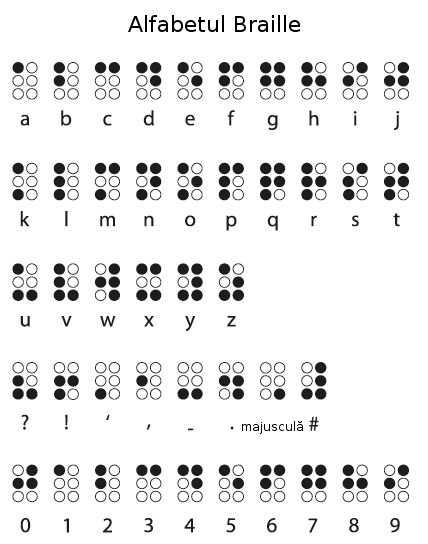 Alfabetul Braille
a b c d e f g h i j
k l m n o p q r s t
u v w x y z
? ! ‘ , - . majusculă #
0 1 2 3 4 5 6 7 8 9